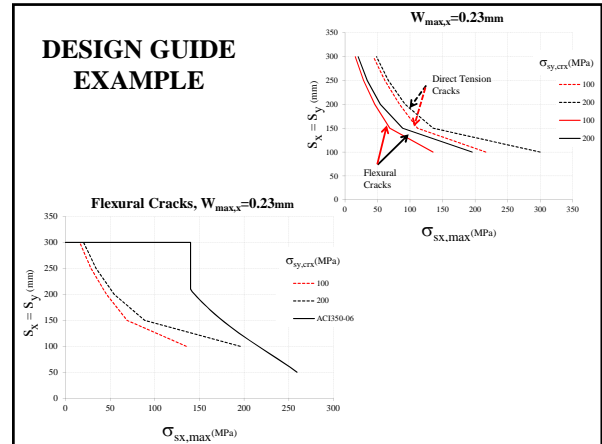 DESIGN GUIDE
EXAMPLE
Wmax,x=0.23mm
350
300
250
200
150
100
50
0
Sx = Sy (mm)
0 50 100 150 200 250 300 350
σsx,max(MPa)
Direct Tension
Cracks
Flexural
Cracks
σsy,crx(MPa)
100
200
100
200
Flexural Cracks, Wmax,x=0.23mm
350
300
250
200
150
100
50
0
Sx = Sy (mm)
0 50 100 150 200 250 300
σsx,max(MPa)
σsy,crx(MPa)
100
200
ACI350-06